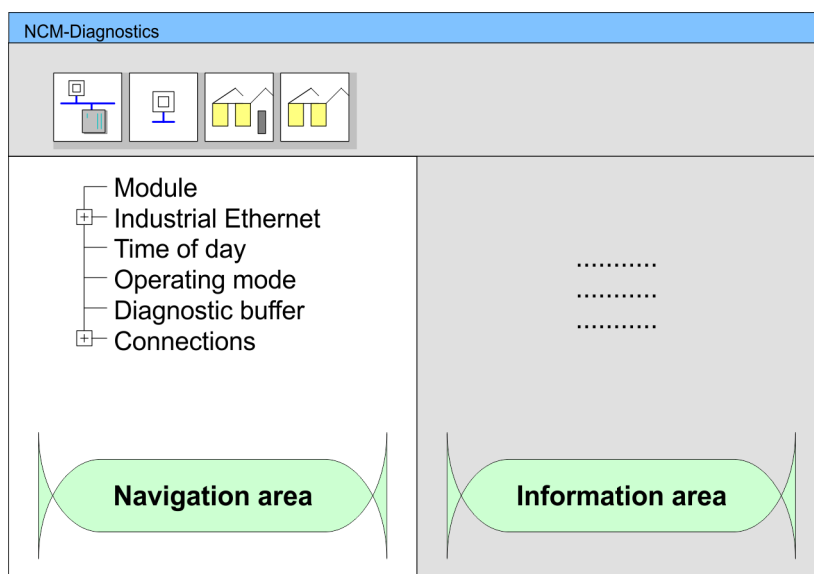 NCM-Diagnostics
Module
Industrial Ethernet
Time of day
Operating mode
Diagnostic buffer
Connections
...........
...........
...........
Navigation area
Information area